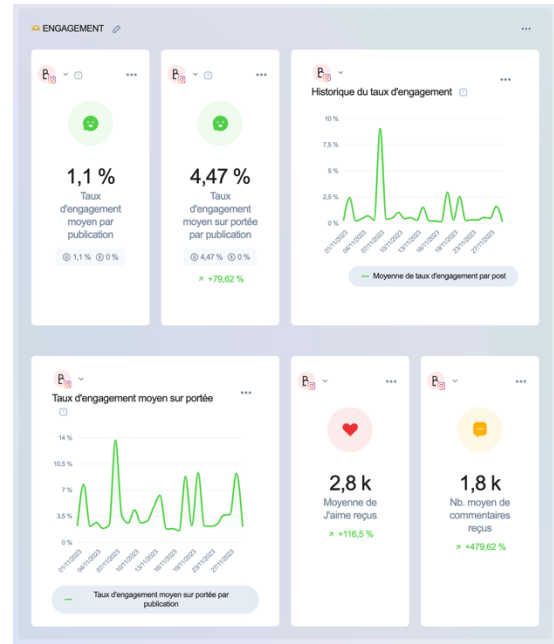 ENGAGEMENT
1,1 %
Taux
d'engagement
moyen par
publication
1,1 % 0 %
4,47 %
Taux
d'engagement
moyen sur portée
par publication
4,47 % 0 %
+79,62 %
Historique du taux d'engagement
10 %
7,5 %
5 %
2,5 %
0 %
01/11/2023
04/11/2023
07/11/2023
10/11/2023
13/11/2023
16/11/2023
19/11/2023
23/11/2023
27/11/2023
Moyenne de taux d'engagement par post
Taux d'engagement moyen sur portée
14 %
10,5 %
7 %
3,5 %
0 %
01/11/2023
04/11/2023
07/11/2023
10/11/2023
13/11/2023
16/11/2023
19/11/2023
23/11/2023
27/11/2023
Taux d'engagement moyen sur portée par
publication
2,8 k
Moyenne de
J'aime reçus
+116,5 %
1,8 k
Nb. moyen de
commentaires
reçus
+479,62 %